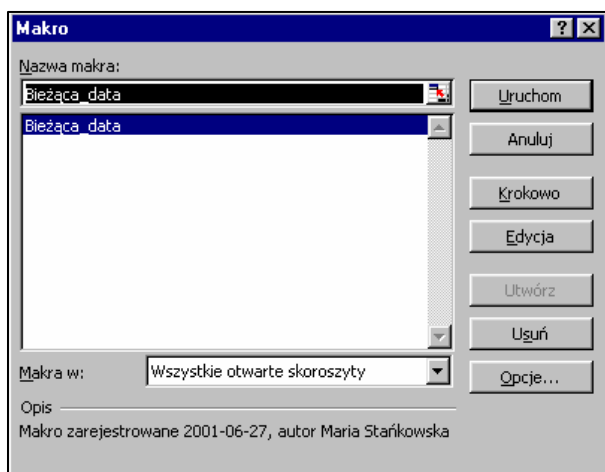 Makro
Nazwa makra:
Bieżąca_data
Bieżąca_data
Uruchom
Anuluj
Krokowo
Edycja
Utwórz
Usuń
Opcje...
Makra w:
Wszystkie otwarte skoroszyty
Opis
Makro zarejestrowane 2001-06-27, autor Maria Stańkowska